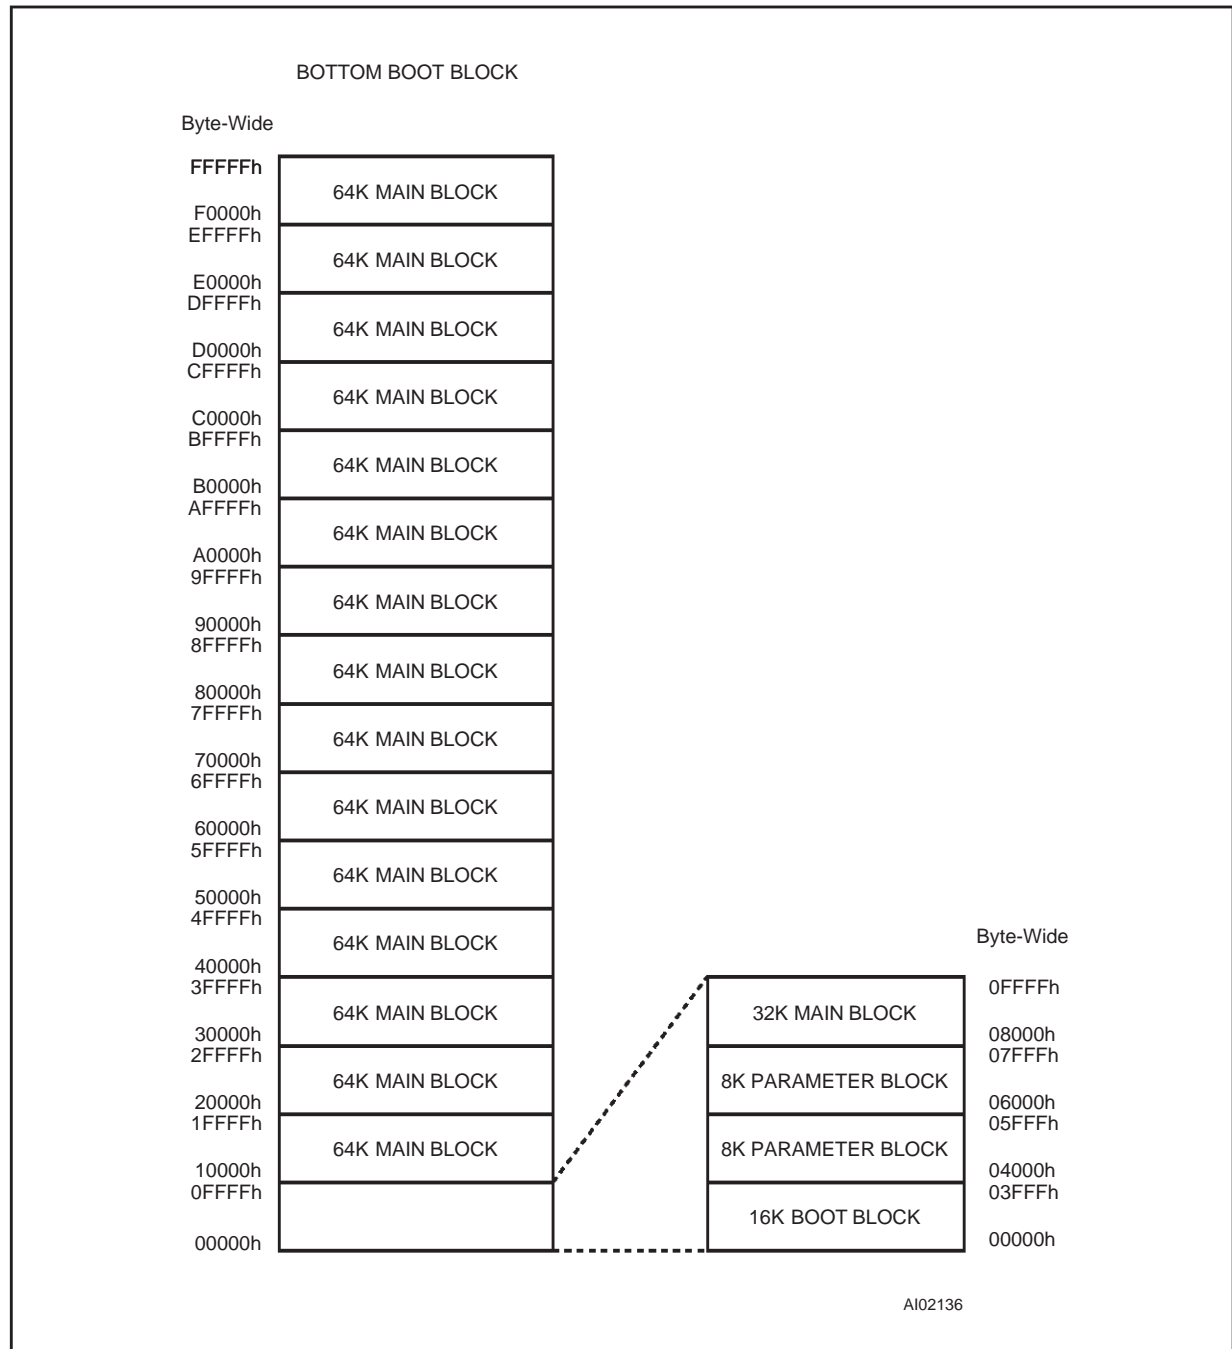 BOTTOM BOOT BLOCK
Byte-Wide
FFFFFh
64K MAIN BLOCK
F0000h
EFFFFh
64K MAIN BLOCK
E0000h
DFFFFh
64K MAIN BLOCK
D0000h
CFFFFh
64K MAIN BLOCK
C0000h
BFFFFh
64K MAIN BLOCK
B0000h
AFFFFh
64K MAIN BLOCK
A0000h
9FFFFh
64K MAIN BLOCK
90000h
8FFFFh
64K MAIN BLOCK
80000h
7FFFFh
64K MAIN BLOCK
70000h
6FFFFh
64K MAIN BLOCK
60000h
5FFFFh
64K MAIN BLOCK
50000h
4FFFFh
64K MAIN BLOCK
40000h
3FFFFh
64K MAIN BLOCK
30000h
2FFFFh
64K MAIN BLOCK
20000h
1FFFFh
64K MAIN BLOCK
10000h
0FFFFh
00000h
Byte-Wide
0FFFFh
32K MAIN BLOCK
08000h
07FFFh
8K PARAMETER BLOCK
06000h
05FFFh
8K PARAMETER BLOCK
04000h
03FFFh
16K BOOT BLOCK
00000h
AI02136